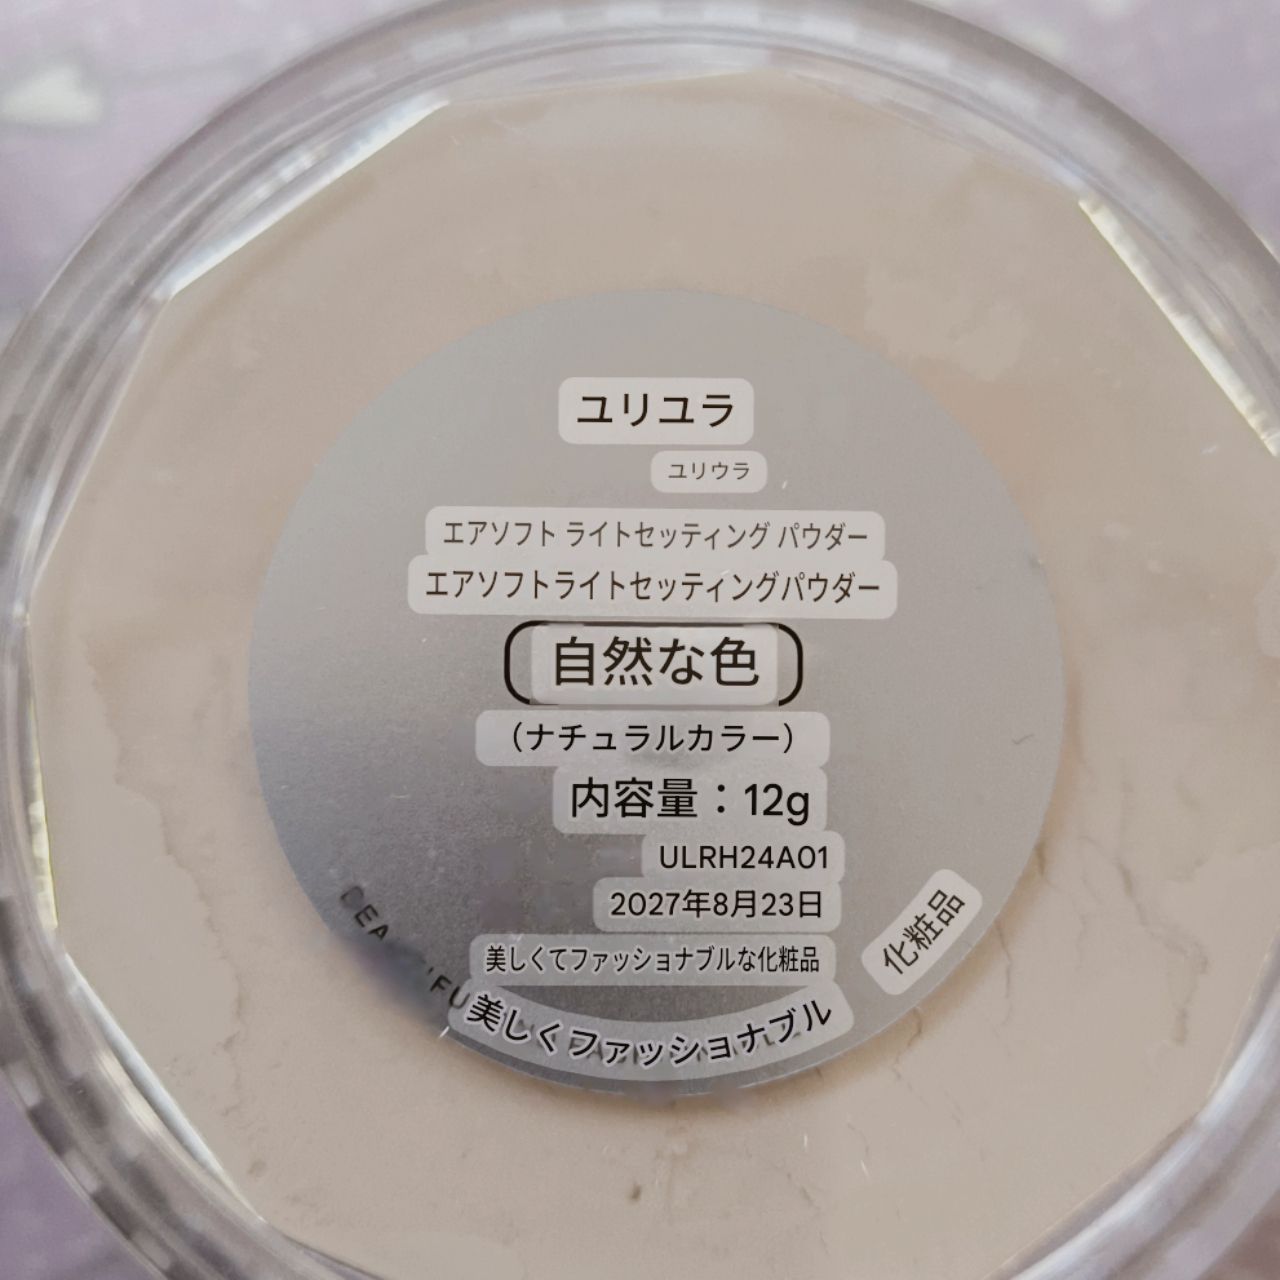 ユリユラ
ユリウラ
エアソフト ライトセッティング パウダー
エアソフトライトセッティングパウダー
自然な色
（ナチュラルカラー）
内容量：12g
ULRH24A01
2027年8月23日
美しくてファッショナブルな化粧品
美しくファッショナブル
化粧品